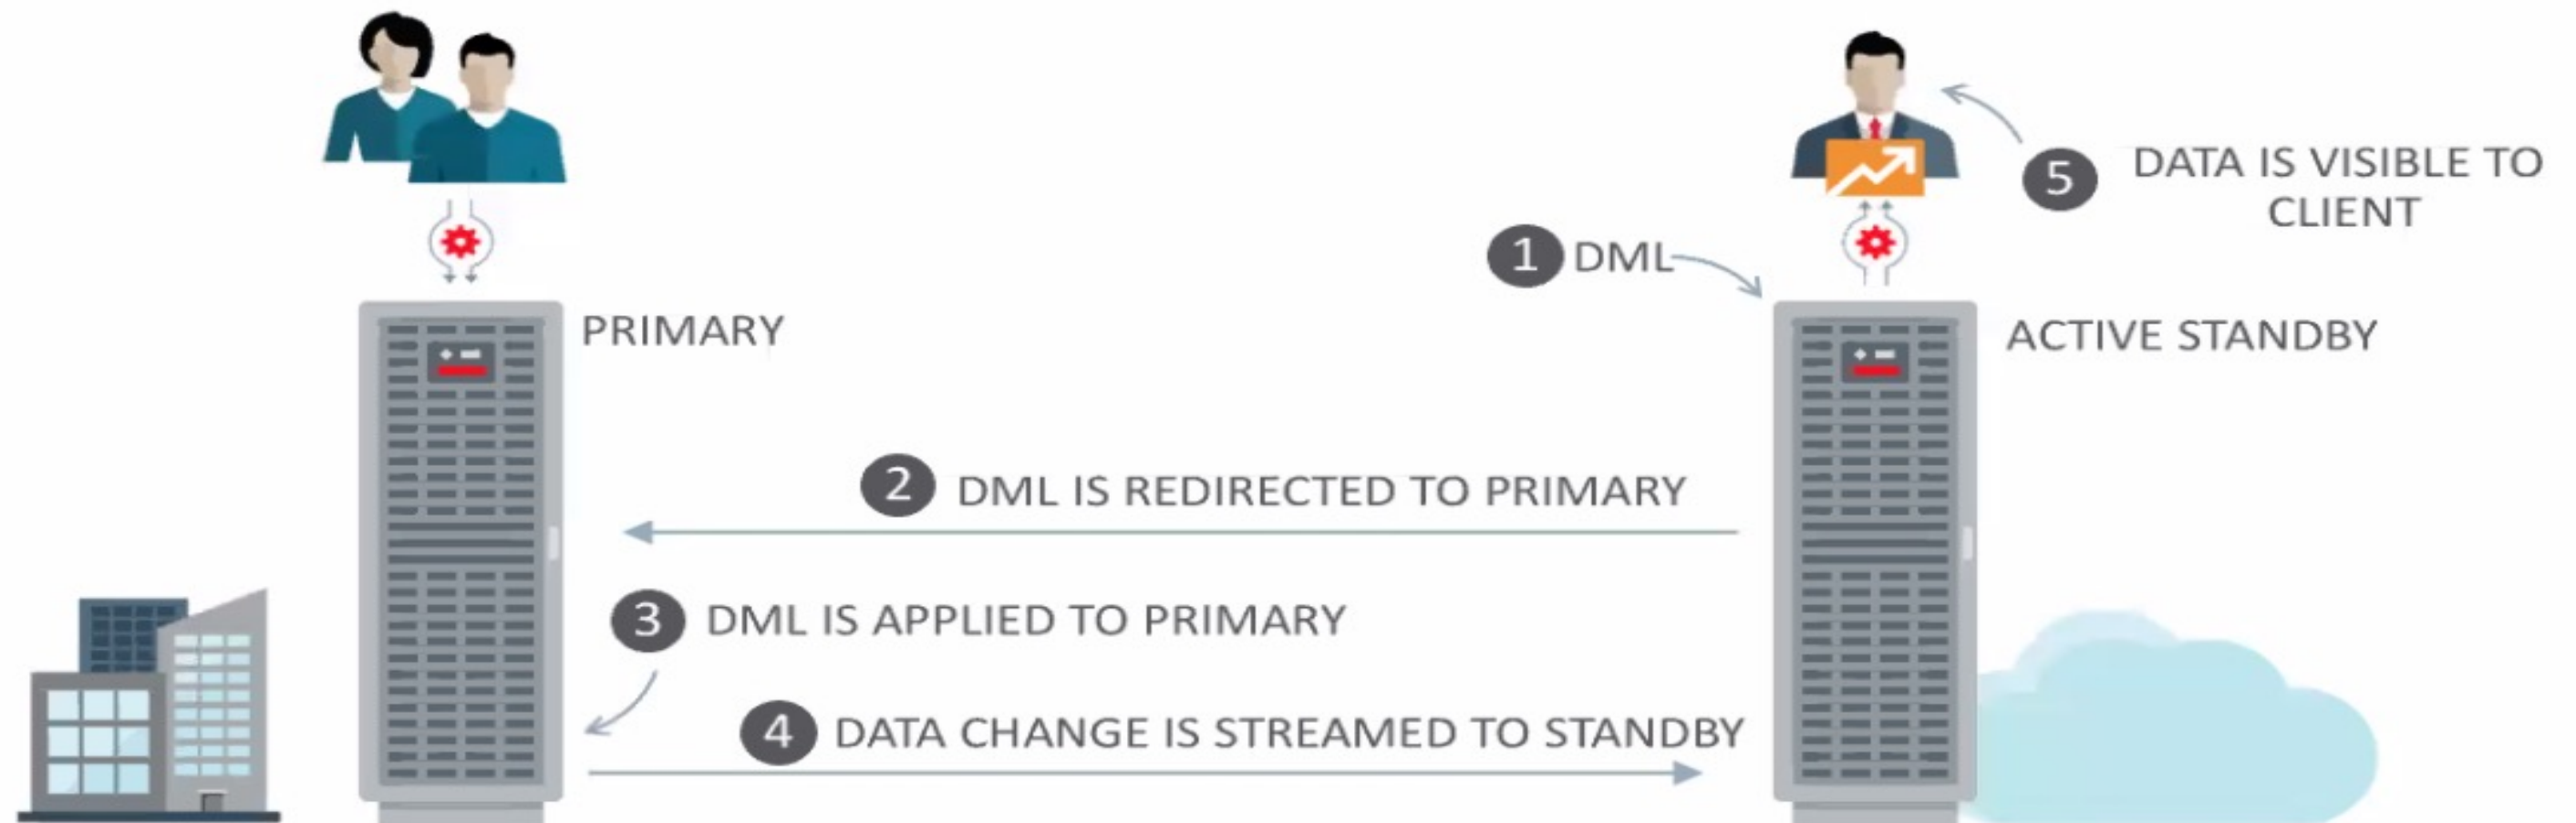 5 DATA IS VISIBLE TO
CLIENT
1 DML
PRIMARY
ACTIVE STANDBY
2 DML IS REDIRECTED TO PRIMARY
3 DML IS APPLIED TO PRIMARY
4 DATA CHANGE IS STREAMED TO STANDBY